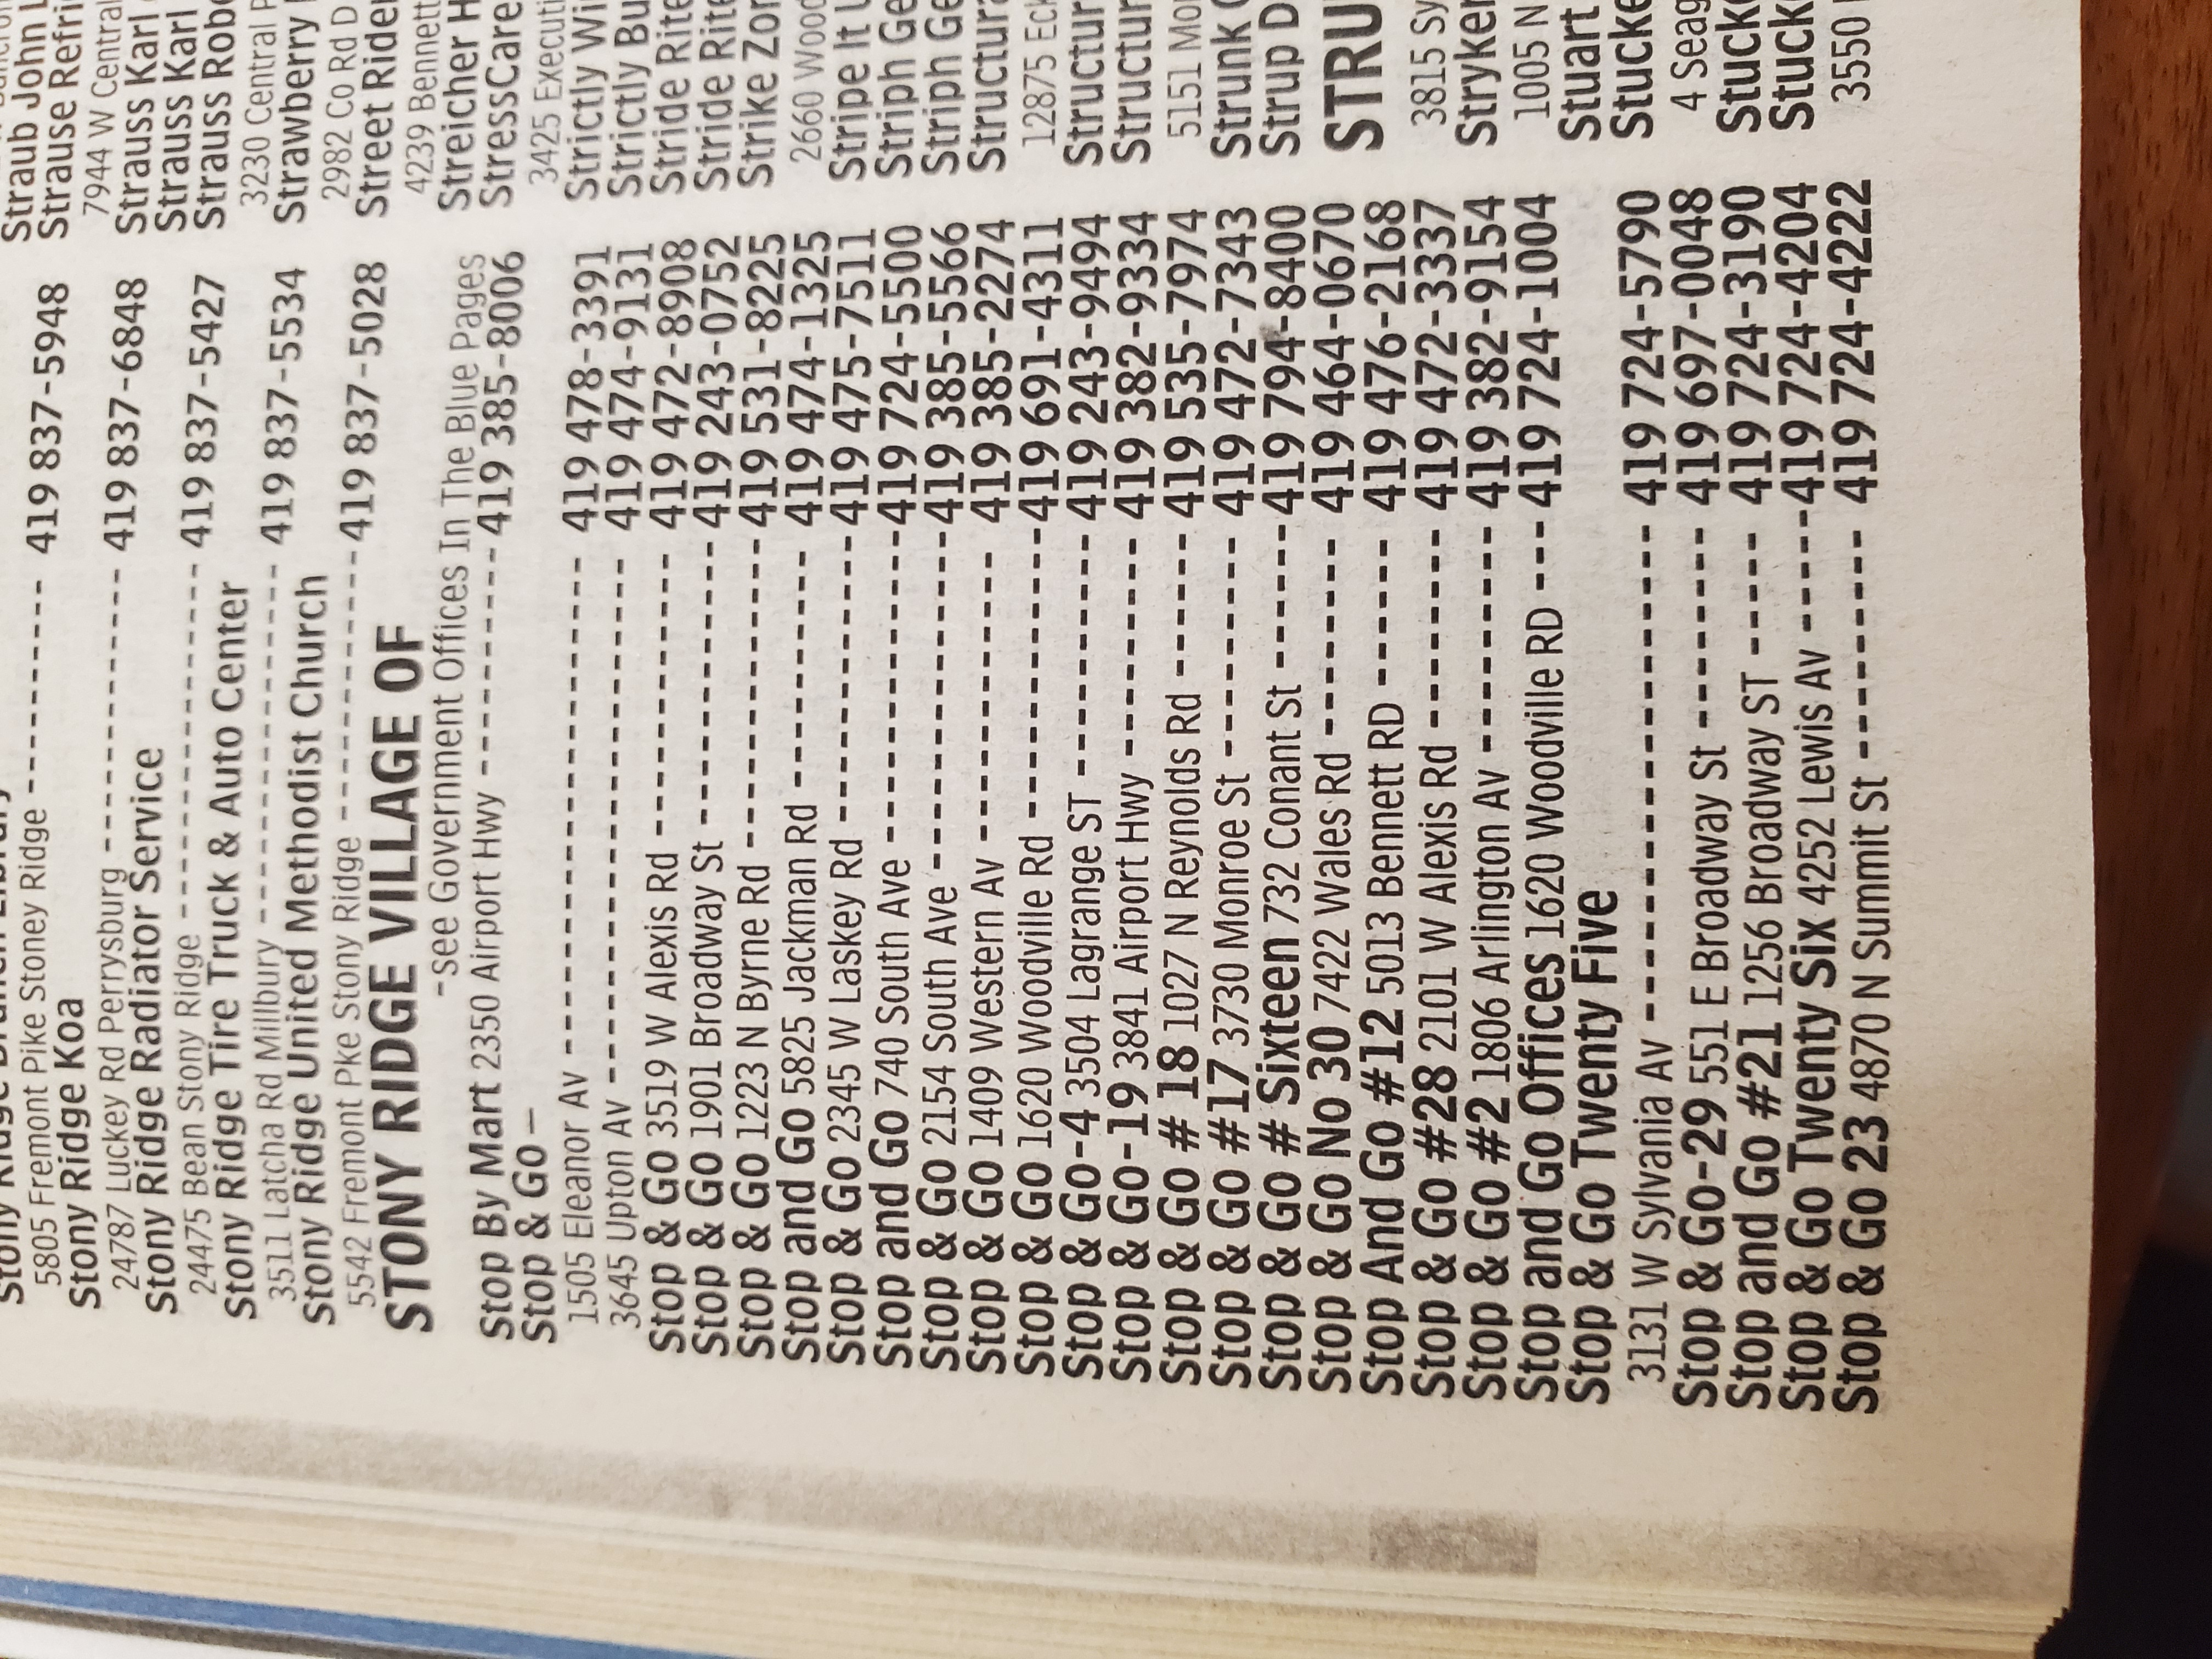 5805 Fremont Pike Stoney Ridge ---------- 419 837-5948
Stony Ridge Koa
24787 Luckey Rd Perrysburg ------------ 419 837-6848
Stony Ridge Radiator Service
24475 Bean Stony Ridge --------------- 419 837-5427
Stony Ridge Tire Truck & Auto Center
3511 Latcha Rd Millbury --------------- 419 837-5534
Stony Ridge United Methodist Church
5542 Fremont Pke Stony Ridge ----------- 419 837-5028
STONY RIDGE VILLAGE OF
-see Government Offices In The Blue Pages
Stop By Mart 2350 Airport Hwy --------- 419 385-8006
Stop & Go —
1505 Eleanor Av ---------------------- 419 478-3391
3645 Upton Av ----------------------- 419 474-9131
Stop & Go 3519 W Alexis Rd ------------ 419 472-8908
Stop & Go 1901 Broadway St ------------ 419 243-0752
Stop & Go 1223 N Byrne Rd ------------- 419 531-8225
Stop and Go 5825 Jackman Rd ---------- 419 474-1325
Stop & Go 2345 W Laskey Rd ------------ 419 475-7511
Stop and Go 740 South Ave ------------- 419 724-5500
Stop & Go 2154 South Ave -------------- 419 385-5566
Stop & Go 1409 Western Av ------------ 419 385-2274
Stop & Go 1620 Woodville Rd ------------ 419 691-4311
Stop & Go-4 3504 Lagrange ST ---------- 419 243-9494
Stop & Go-19 3841 Airport Hwy --------- 419 382-9334
Stop & Go # 18 1027 N Reynolds Rd ------ 419 535-7974
Stop & Go #17 3730 Monroe St --------- 419 472-7343
Stop & Go # Sixteen 732 Conant St ------ 419 794-8400
Stop & Go No 30 7422 Wales Rd -------- 419 464-0670
Stop And Go #12 5013 Bennett RD ------ 419 476-2168
Stop & Go #28 2101 W Alexis Rd -------- 419 472-3337
Stop & Go #2 1806 Arlington Av --------- 419 382-9154
Stop and Go Offices 1620 Woodville RD --- 419 724-1004
Stop & Go Twenty Five
3131 W Sylvania Av ------------------- 419 724-5790
Stop & Go-29 551 E Broadway St -------- 419 697-0048
Stop and Go #21 1256 Broadway ST ----- 419 724-3190
Stop & Go Twenty Six 4252 Lewis Av ----- 419 724-4204
Stop & Go 23 4870 N Summit St --------- 419 724-4222
Straub John
Strause Refri
7944 W Central
Strauss Karl
Strauss Karl
Strauss Robe
3230 Central P
Strawberry
2982 Co Rd D
Street Rider
4239 Bennett
Streicher H
StressCare
3425 Executi
Strictly Wi
Strictly Bu
Stride Rite
Stride Rite
Strike Zor
2660 Wood
Stripe It
Striph Ge
Striph Ge
Structura
12875 Eck
Structur
Structur
5151 Mo
Strunk
Strup D
STRU
3815 Sy
Stryker
1005 N
Stuart
Stucke
4 Seag
Stuck
Stuck
3550